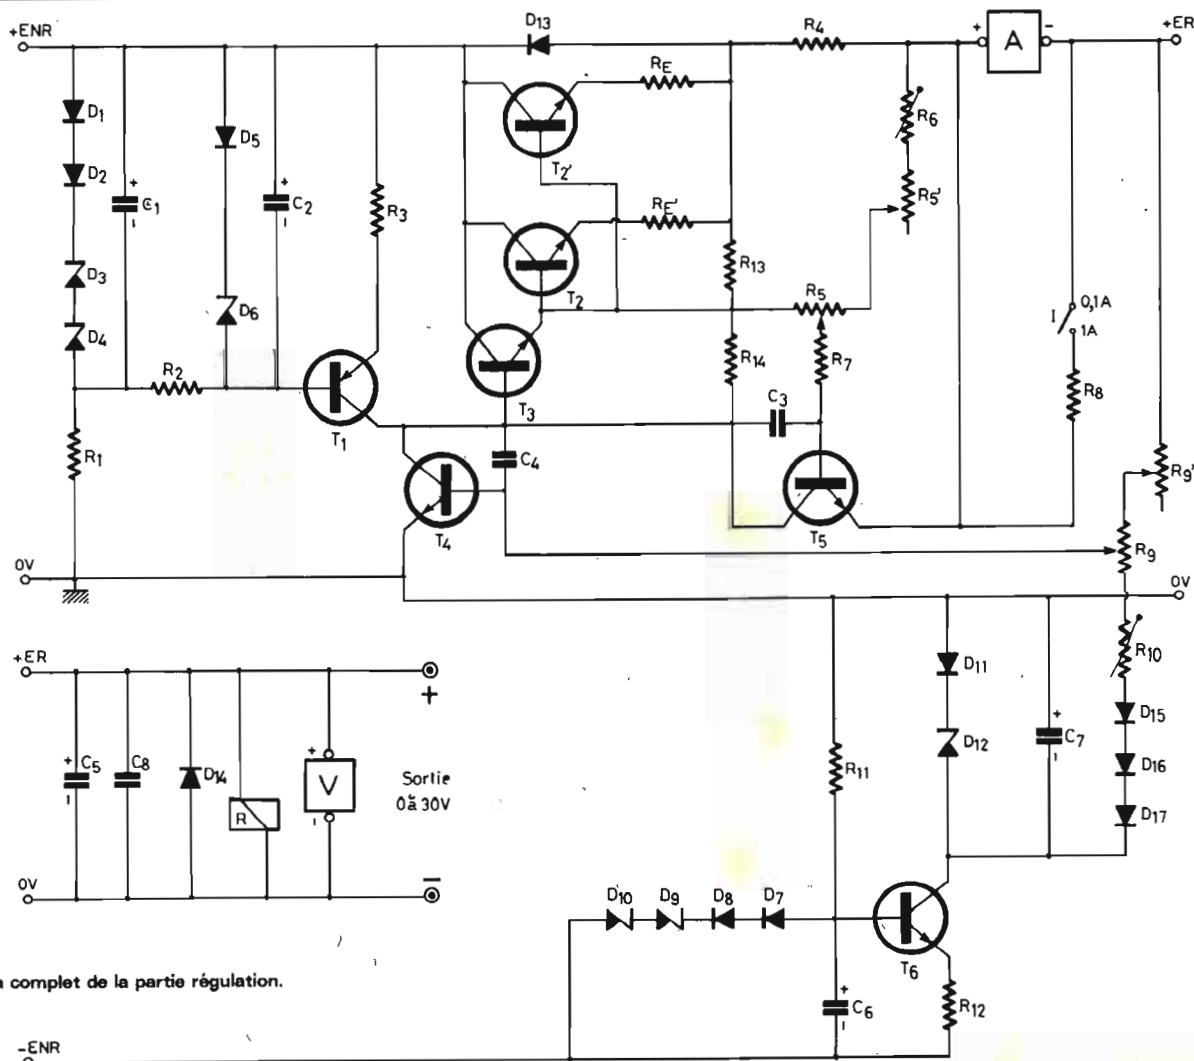 +ENR
D13
R4
+ -
A
+ER
D1
D5
RE
R6
D2
C1 +
-
C2 +
-
R3
T2'
R5'
RE'
D3
D6
T2
R13
R5
I
0,1A
1A
D4
R2
R14
R7
R8
T3
C3
T1
R1
C4
R9'
T4
T5
R9
0V
0V
+ER
R10
D11
+
D15
+ C5
-
C8
D14
+
V
-
R
Sortie
0à 30V
R11
D12
+
C7
-
D16
D17
0V
-
D10 D9 D8 D7
T6
complet de la partie régulation.
+
C6
-
R12
-ENR